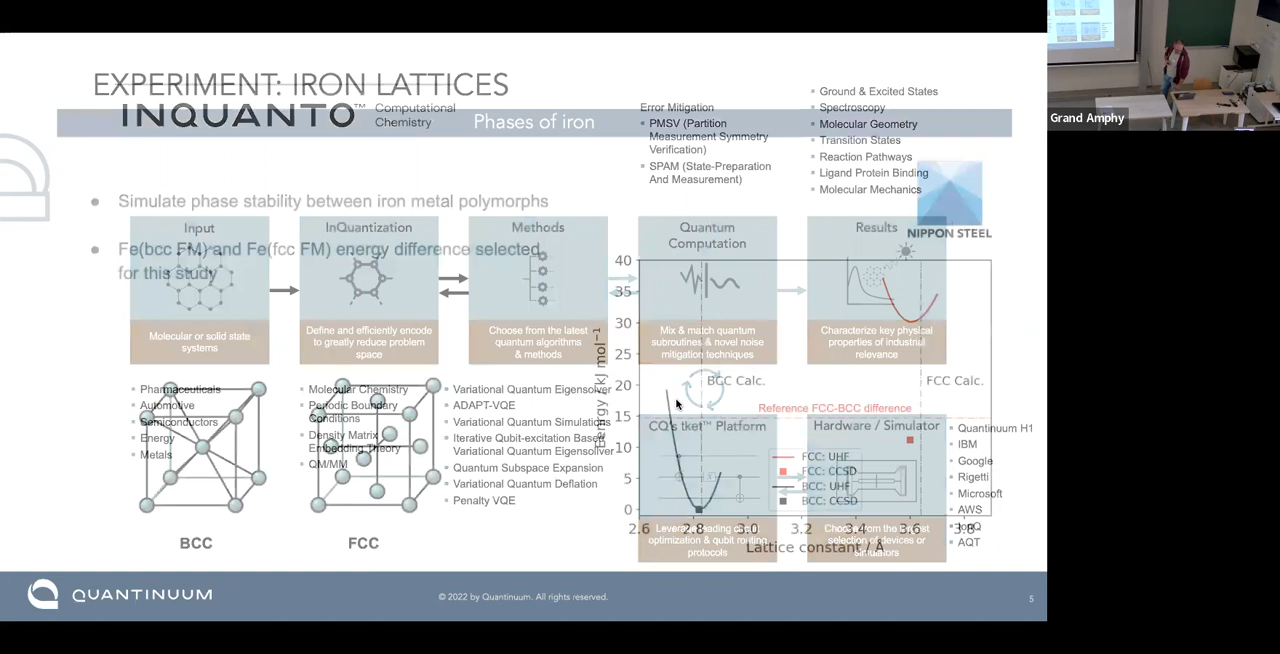 EXPERIMENT: IRON LATTICES
INQUANTO™
Computational
Chemistry
Phases of iron
Simulate phase stability between iron metal polymorphs
Fe(bcc FM) and Fe(fcc FM) energy difference selected
for this study
Error Mitigation
PMSV (Partition
Measurement Symmetry
Verification)
SPAM (State-Preparation
And Measurement)
Ground & Excited States
Spectroscopy
Molecular Geometry
Transition States
Reaction Pathways
Ligand Protein Binding
Molecular Mechanics
NIPPON STEEL
Input
Molecular or solid state
systems
InQuantization
Define and efficiently encode
to greatly reduce problem
space
Methods
Choose from the latest
quantum algorithms
& methods
Quantum
Computation
Mix & match quantum
subroutines & novel noise
mitigation techniques
Results
Characterize key physical
properties of industrial
relevance
Pharmaceuticals
Automotive
Semiconductors
Energy
Metals
Molecular Chemistry
Periodic Boundary
Conditions
Density Matrix
Embedding Theory
QM/MM
Variational Quantum Eigensolver
ADAPT-VQE
Variational Quantum Simulations
Iterative Qubit-excitation Based
Variational Quantum Eigensolver
Quantum Subspace Expansion
Variational Quantum Deflation
Penalty VQE
BCC
FCC
40
35
30
25
20
15
10
5
0
Energy / kJ mol⁻¹
BCC Calc.
FCC Calc.
Reference FCC-BCC difference
FCC: UHF
FCC: CCSD
BCC: UHF
BCC: CCSD
2.6
2.8
3.0
3.2
3.4
3.6
3.8
Lattice constant / Å
CQ's tket™ Platform
Leverage leading circuit
optimization & qubit routing
protocols
Hardware / Simulator
Choose from the largest
selection of devices or
simulators
Quantinuum H1
IBM
Google
Rigetti
Microsoft
AWS
IonQ
AQT
QUANTINUUM
© 2022 by Quantinuum. All rights reserved.
5
Grand Amphy